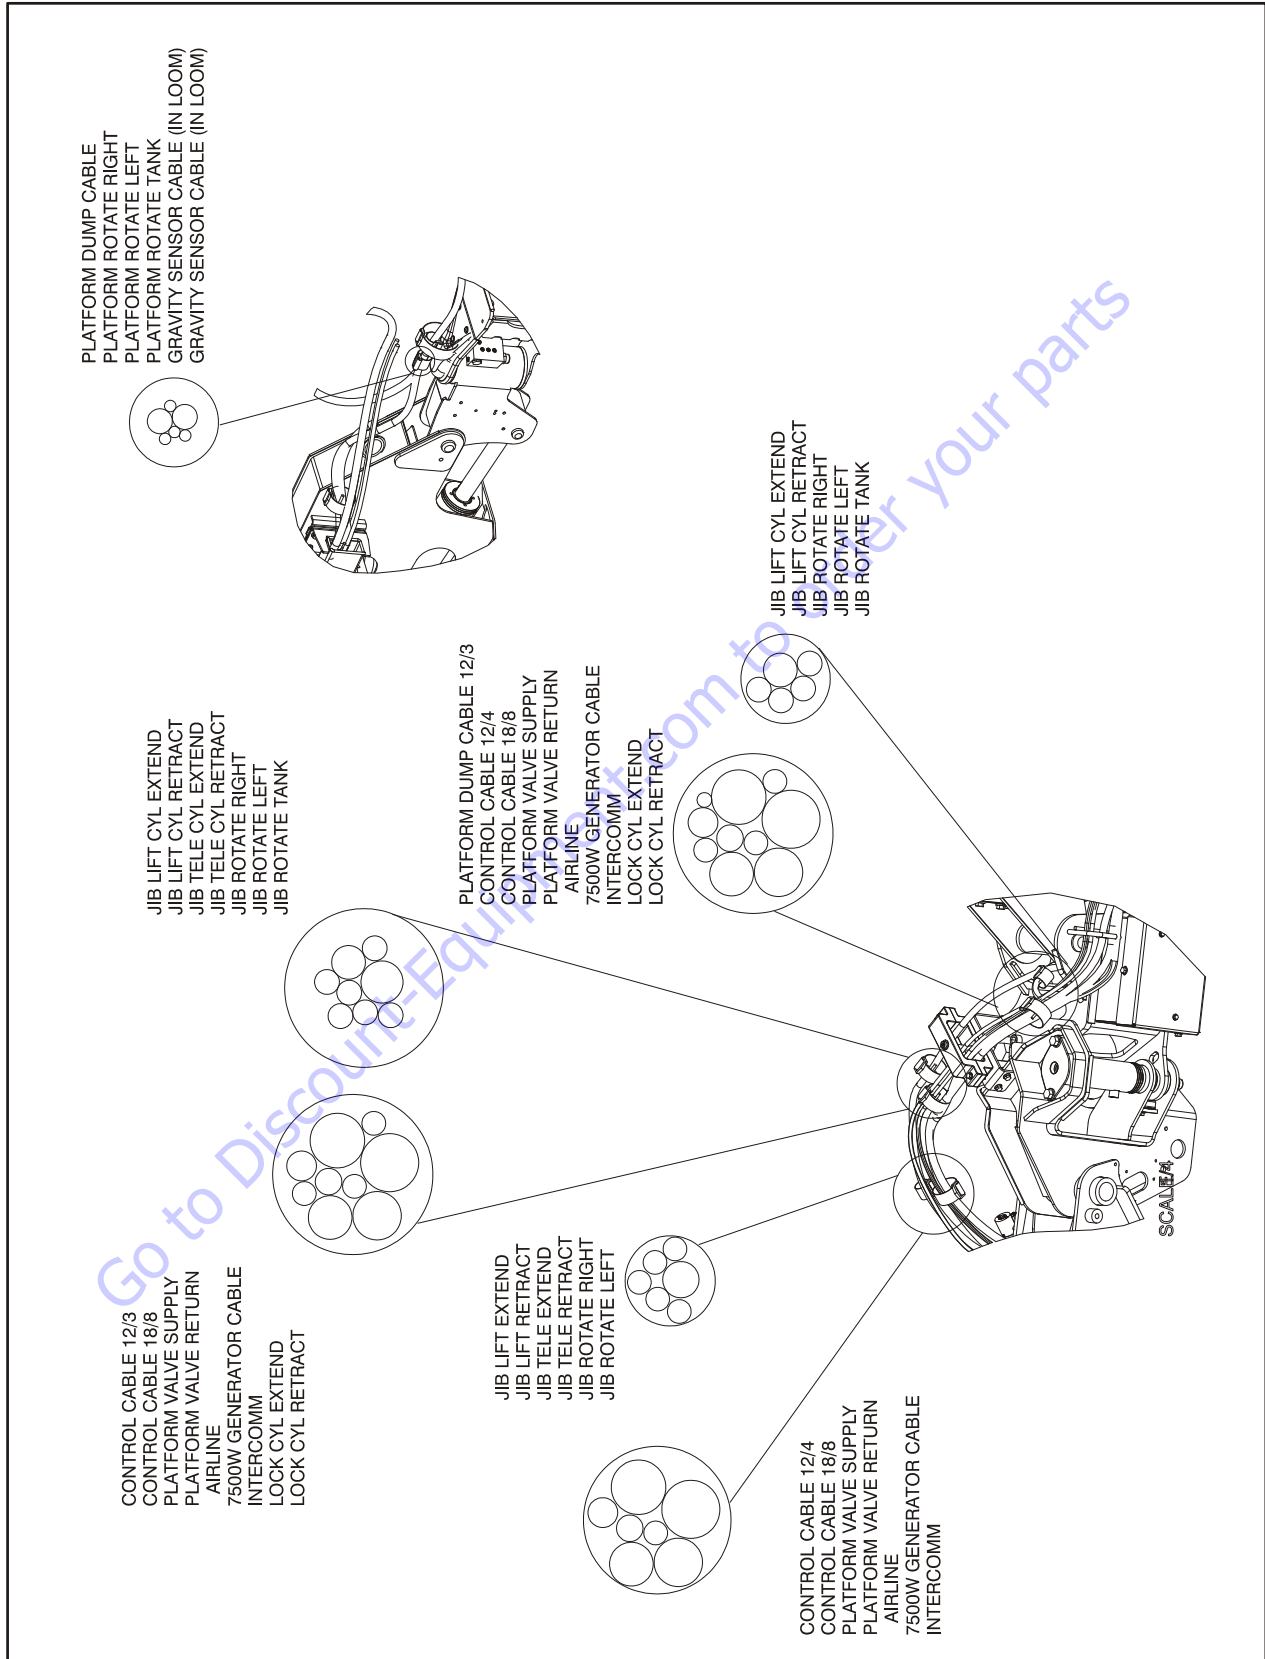 PLATFORM DUMP CABLE
PLATFORM ROTATE RIGHT
PLATFORM ROTATE LEFT
PLATFORM ROTATE TANK
GRAVITY SENSOR CABLE (IN LOOM)
GRAVITY SENSOR CABLE (IN LOOM)
JIB LIFT CYL EXTEND
JIB LIFT CYL RETRACT
JIB TELE CYL EXTEND
JIB TELE CYL RETRACT
JIB ROTATE RIGHT
JIB ROTATE LEFT
JIB ROTATE TANK
CONTROL CABLE 12/3
CONTROL CABLE 18/8
PLATFORM VALVE SUPPLY
PLATFORM VALVE RETURN
AIRLINE
7500W GENERATOR CABLE
INTERCOMM
LOCK CYL EXTEND
LOCK CYL RETRACT
PLATFORM DUMP CABLE 12/3
CONTROL CABLE 12/4
CONTROL CABLE 18/8
PLATFORM VALVE SUPPLY
PLATFORM VALVE RETURN
AIRLINE
7500W GENERATOR CABLE
INTERCOMM
LOCK CYL EXTEND
LOCK CYL RETRACT
JIB LIFT CYL EXTEND
JIB LIFT CYL RETRACT
JIB ROTATE RIGHT
JIB ROTATE LEFT
JIB ROTATE TANK
JIB LIFT EXTEND
JIB LIFT RETRACT
JIB TELE EXTEND
JIB TELE RETRACT
JIB ROTATE RIGHT
JIB ROTATE LEFT
CONTROL CABLE 12/4
CONTROL CABLE 18/8
PLATFORM VALVE SUPPLY
PLATFORM VALVE RETURN
AIRLINE
7500W GENERATOR CABLE
INTERCOMM
Go to Discount-Equipment.com to order your parts